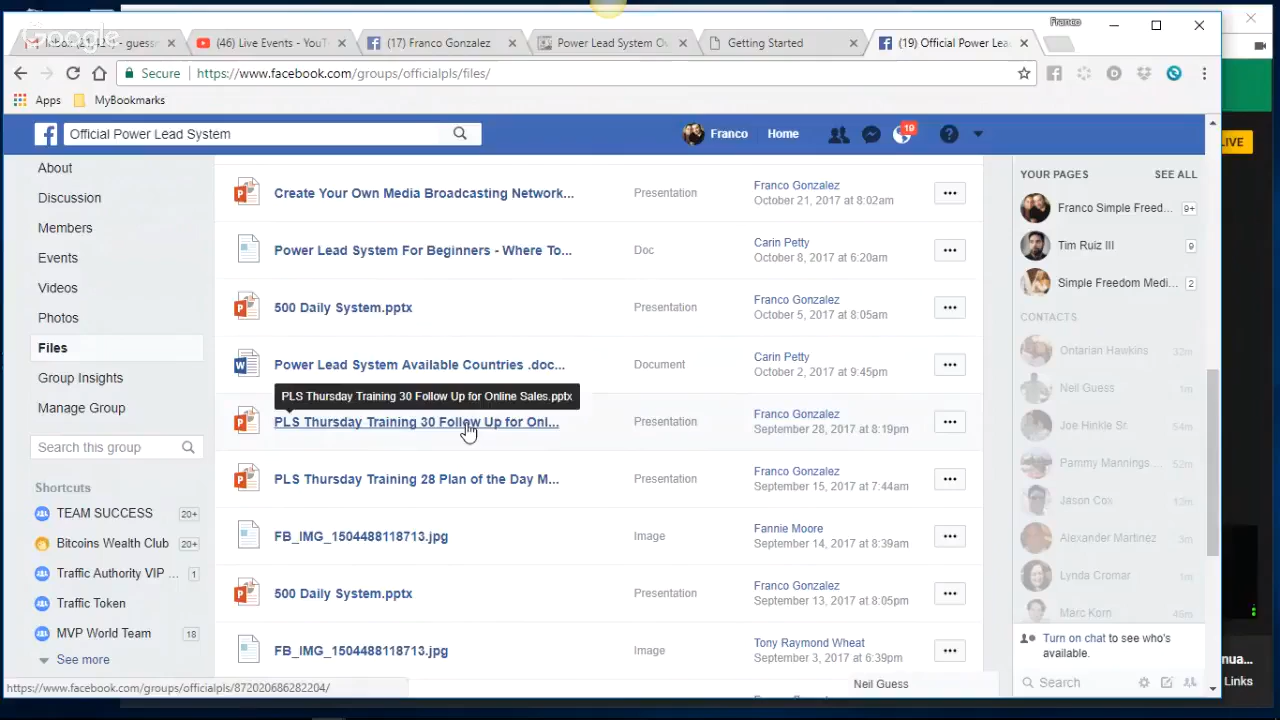 Google
Franco
(46) Live Events - YouT
(17) Franco Gonzalez
Power Lead System Ov
Getting Started
(19) Official Power Lea
Secure
https://www.facebook.com/groups/officialpls/files/
Apps
MyBookmarks
LIVE
Official Power Lead System
Franco
Home
19
About
Discussion
Members
Events
Videos
Photos
Files
Group Insights
Manage Group
Search this group
Shortcuts
TEAM SUCCESS 20+
Bitcoins Wealth Club 20+
Traffic Authority VIP ... 1
Traffic Token
MVP World Team 18
See more
Create Your Own Media Broadcasting Network... Presentation Franco Gonzalez
October 21, 2017 at 8:02am
Power Lead System For Beginners - Where To... Doc Carin Petty
October 8, 2017 at 6:20am
500 Daily System.pptx Presentation Franco Gonzalez
October 5, 2017 at 8:05am
Power Lead System Available Countries .doc... Document Carin Petty
October 2, 2017 at 9:45pm
PLS Thursday Training 30 Follow Up for Online Sales.pptx
PLS Thursday Training 30 Follow Up for Onl... Presentation Franco Gonzalez
September 28, 2017 at 8:19pm
PLS Thursday Training 28 Plan of the Day M... Presentation Franco Gonzalez
September 15, 2017 at 7:44am
FB_IMG_1504488118713.jpg Image Fannie Moore
September 14, 2017 at 8:39am
500 Daily System.pptx Presentation Franco Gonzalez
September 13, 2017 at 8:05pm
FB_IMG_1504488118713.jpg Image Tony Raymond Wheat
September 3, 2017 at 6:39pm
Neil Guess
https://www.facebook.com/groups/officialpls/872020686282204/
YOUR PAGES SEE ALL
Franco Simple Freed... 9+
Tim Ruiz III 9
Simple Freedom Medi... 2
CONTACTS
Ontarian Hawkins 32m
Neil Guess 1m
Joe Hinkle Sr. 54m
Pammy Mannings ... 52m
Jason Cox 12m
Alexander Martinez 3m
Lynda Cromar 1m
Marc Korn 46m
Turn on chat to see who's
available.
Search
nua...
Links